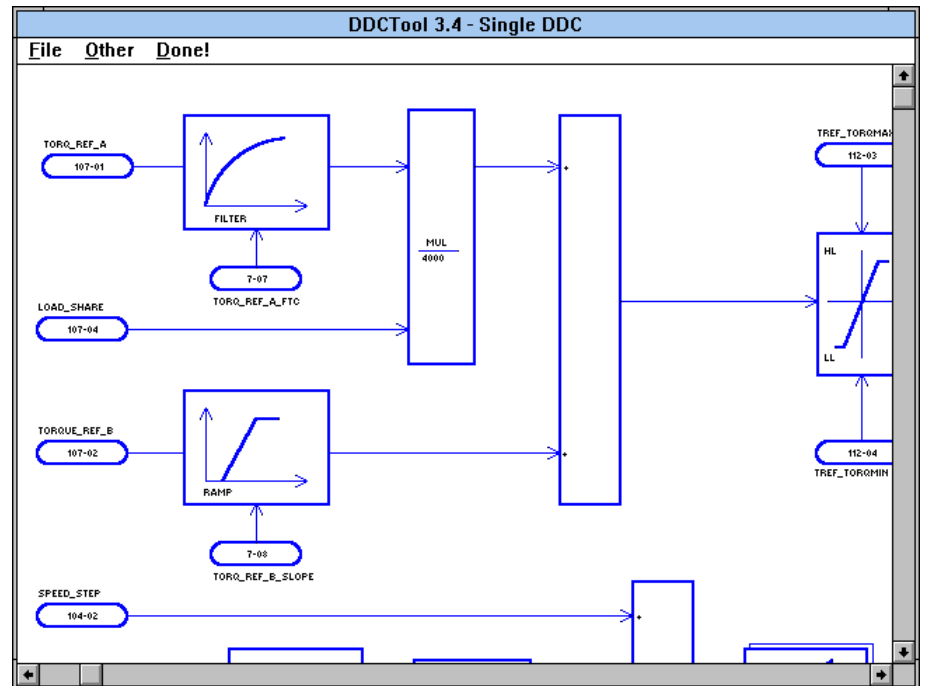 DDCTool 3.4 - Single DDC
File Other Done!
TORQ_REF_A
107-01
FILTER
7-07
TORQ_REF_A_FTC
LOAD_SHARE
107-04
MUL
4000
+
+
TREF_TORQMAX
112-03
HL
LL
112-04
TREF_TORQMIN
TORQUE_REF_B
107-02
RAMP
7-08
TORQ_REF_B_SLOPE
SPEED_STEP
104-02
+